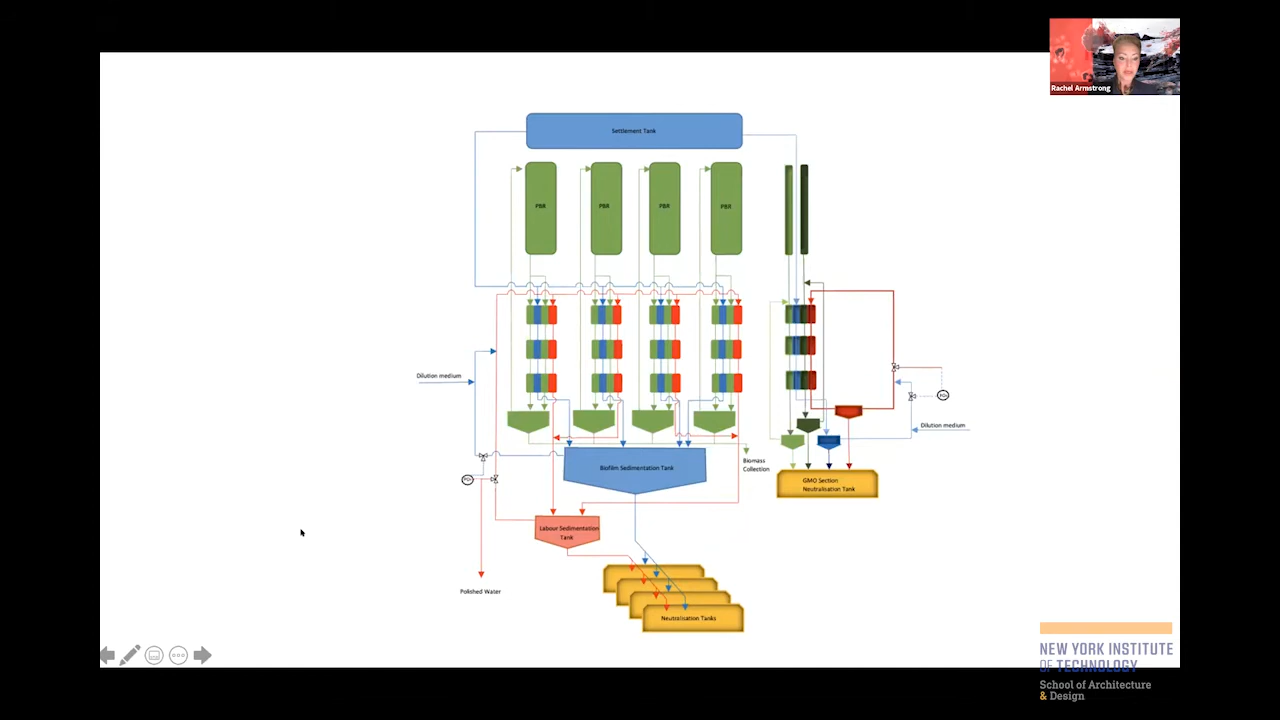 Rachel Armstrong
Settlement Tank
PBR
PBR
PBR
PBR
Dilution medium
Dilution medium
Biomass
Collection
Biofilm Sedimentation Tank
GMO Section
Neutralisation Tank
Labour Sedimentation
Tank
Polished Water
Neutralisation Tanks
NEW YORK INSTITUTE
OF TECHNOLOGY
School of Architecture
& Design